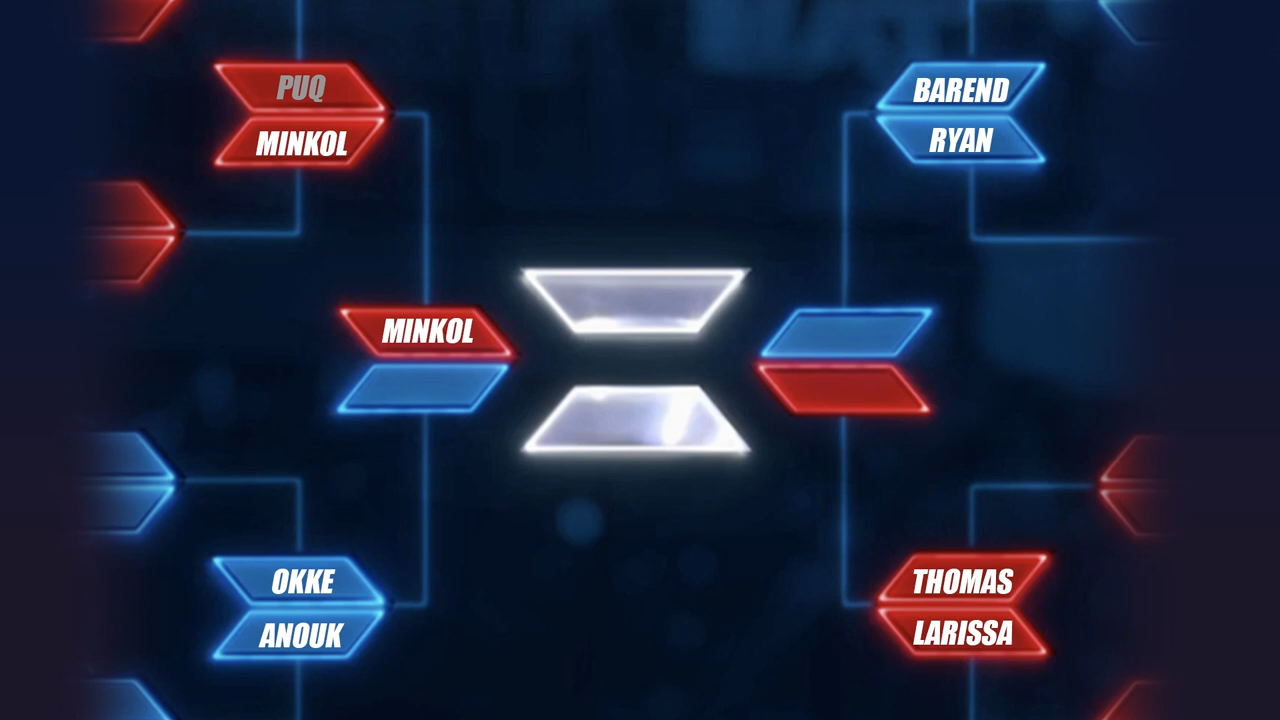 PUQ
MINKOL
BAREND
RYAN
MINKOL
OKKE
ANOUK
THOMAS
LARISSA